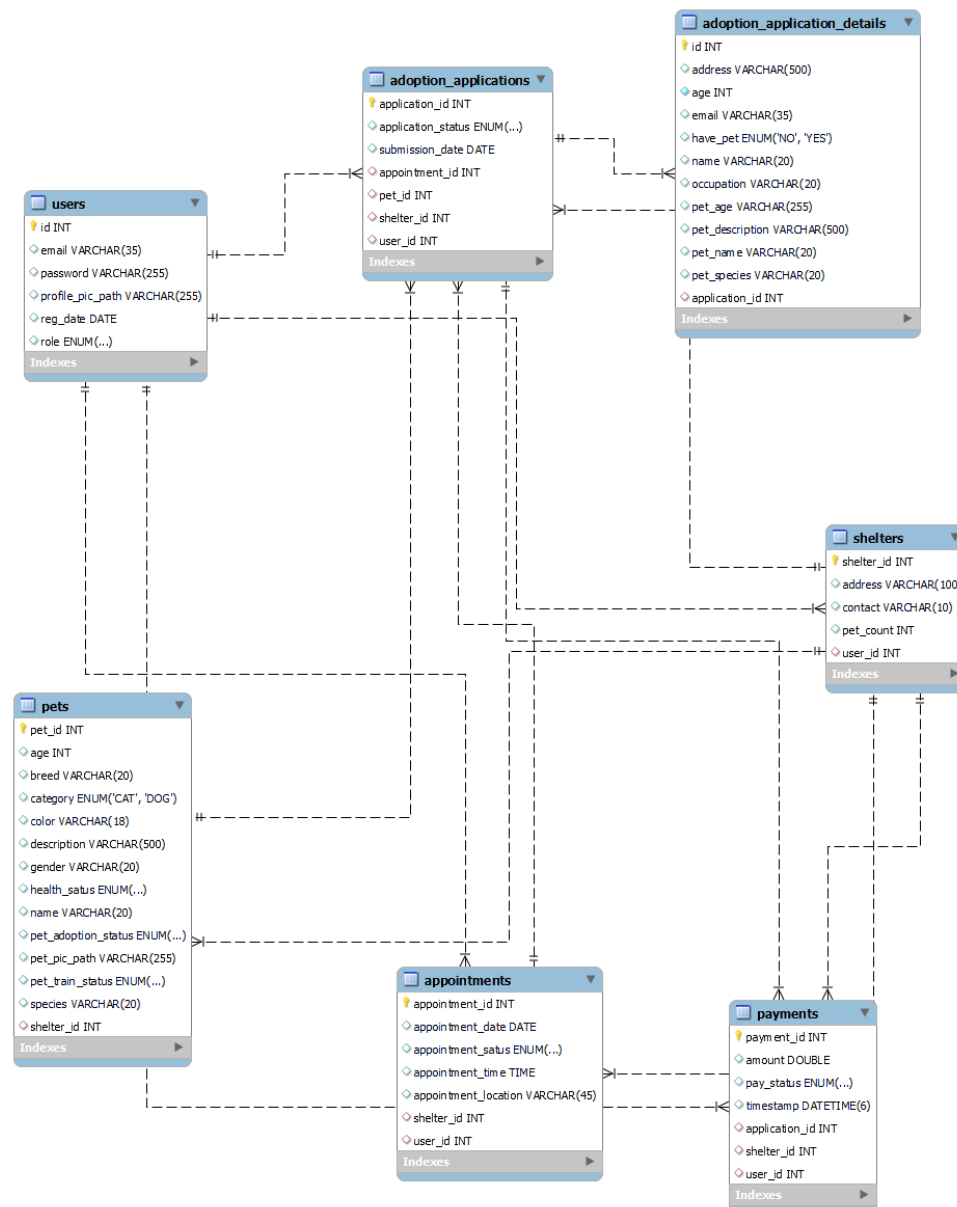 adoption_application_details
id INT
address VARCHAR(500)
age INT
email VARCHAR(35)
have_pet ENUM('NO', 'YES')
name VARCHAR(20)
occupation VARCHAR(20)
pet_age VARCHAR(255)
pet_description VARCHAR(500)
pet_name VARCHAR(20)
pet_species VARCHAR(20)
application_id INT
Indexes
adoption_applications
application_id INT
application_status ENUM(...)
submission_date DATE
appointment_id INT
pet_id INT
shelter_id INT
user_id INT
Indexes
users
id INT
email VARCHAR(35)
password VARCHAR(255)
profile_pic_path VARCHAR(255)
reg_date DATE
role ENUM(...)
Indexes
shelters
shelter_id INT
address VARCHAR(100
contact VARCHAR(10)
pet_count INT
user_id INT
Indexes
pets
pet_id INT
age INT
breed VARCHAR(20)
category ENUM('CAT', 'DOG')
color VARCHAR(18)
description VARCHAR(500)
gender VARCHAR(20)
health_satus ENUM(...)
name VARCHAR(20)
pet_adoption_status ENUM(...)
pet_pic_path VARCHAR(255)
pet_train_status ENUM(...)
species VARCHAR(20)
shelter_id INT
Indexes
appointments
appointment_id INT
appointment_date DATE
appointment_satus ENUM(...)
appointment_time TIME
appointment_location VARCHAR(45)
shelter_id INT
user_id INT
Indexes
payments
payment_id INT
amount DOUBLE
pay_status ENUM(...)
timestamp DATETIME(6)
application_id INT
shelter_id INT
user_id INT
Indexes